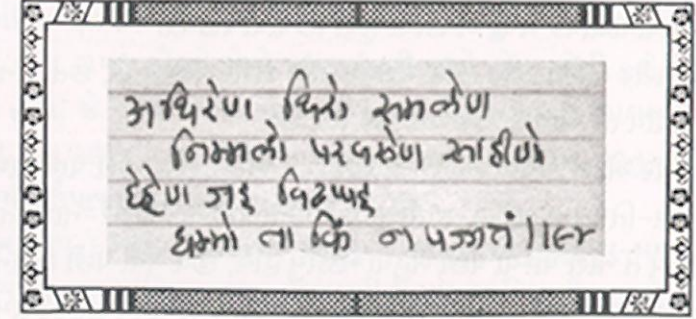 अथिरेण थिरो समलेण
निम्मलो परवसेण साहीणो
देहेण जइ विढप्पइ
धम्मो ता किं न पज्जत्तं ॥